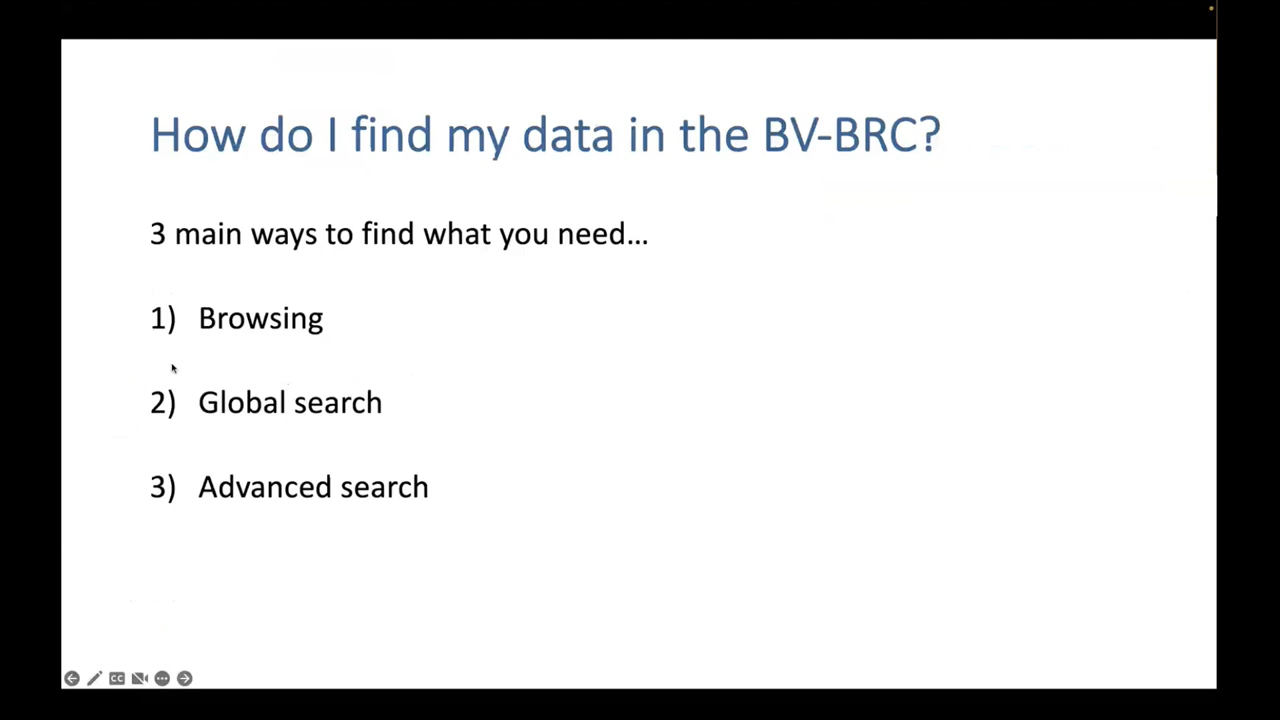 How do I find my data in the BV-BRC?
3 main ways to find what you need...
1) Browsing
2) Global search
3) Advanced search
CC